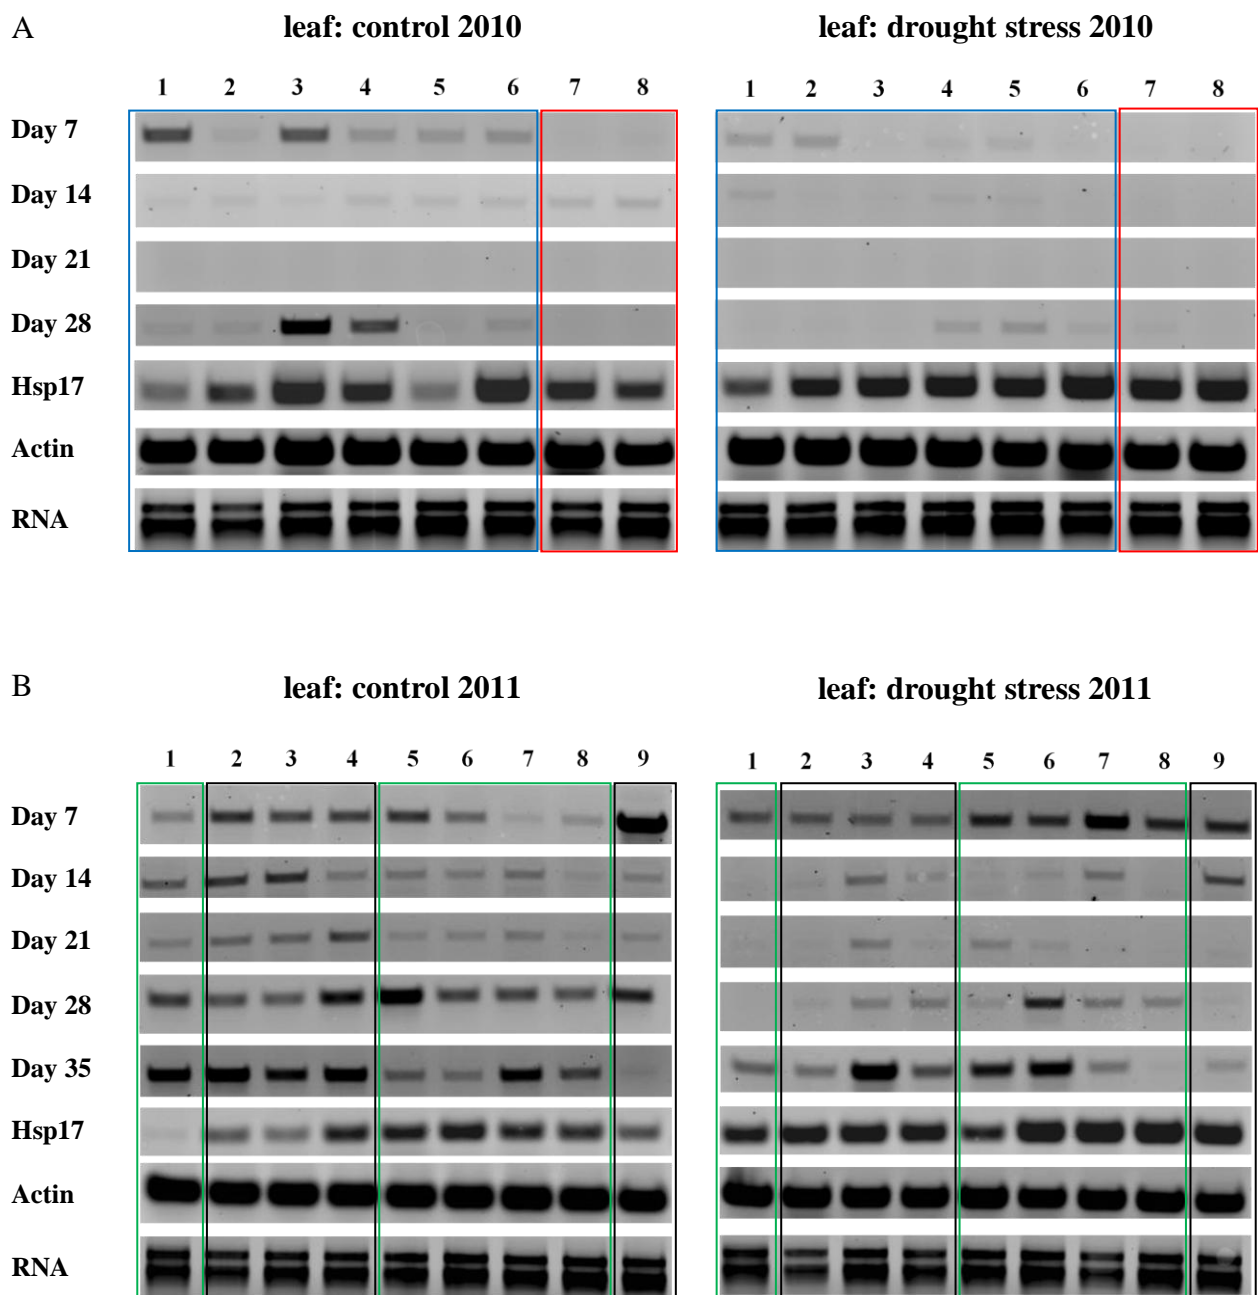 A leaf: control 2010 leaf: drought stress 2010
1 2 3 4 5 6 7 8 1 2 3 4 5 6 7 8
Day 7
Day 14
Day 21
Day 28
Hsp17
Actin
RNA
B leaf: control 2011 leaf: drought stress 2011
1 2 3 4 5 6 7 8 9 1 2 3 4 5 6 7 8 9
Day 7
Day 14
Day 21
Day 28
Day 35
Hsp17
Actin
RNA